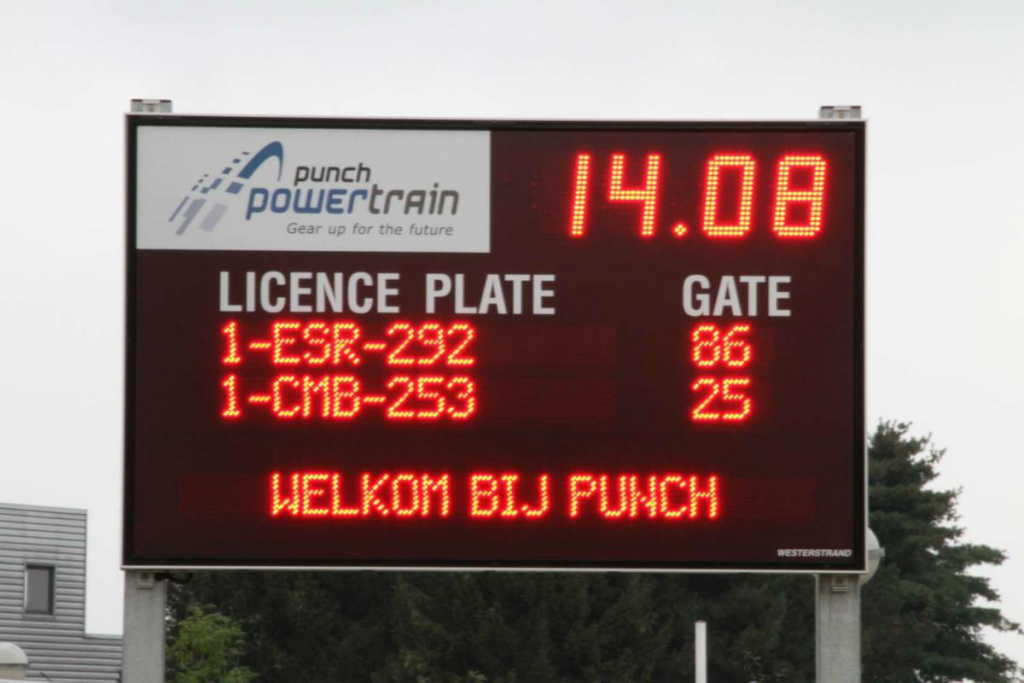 punch
powertrain
Gear up for the future
14.08
LICENCE PLATE GATE
1-ESR-292 86
1-CMB-253 25
WELKOM BIJ PUNCH
WESTERSTRAND